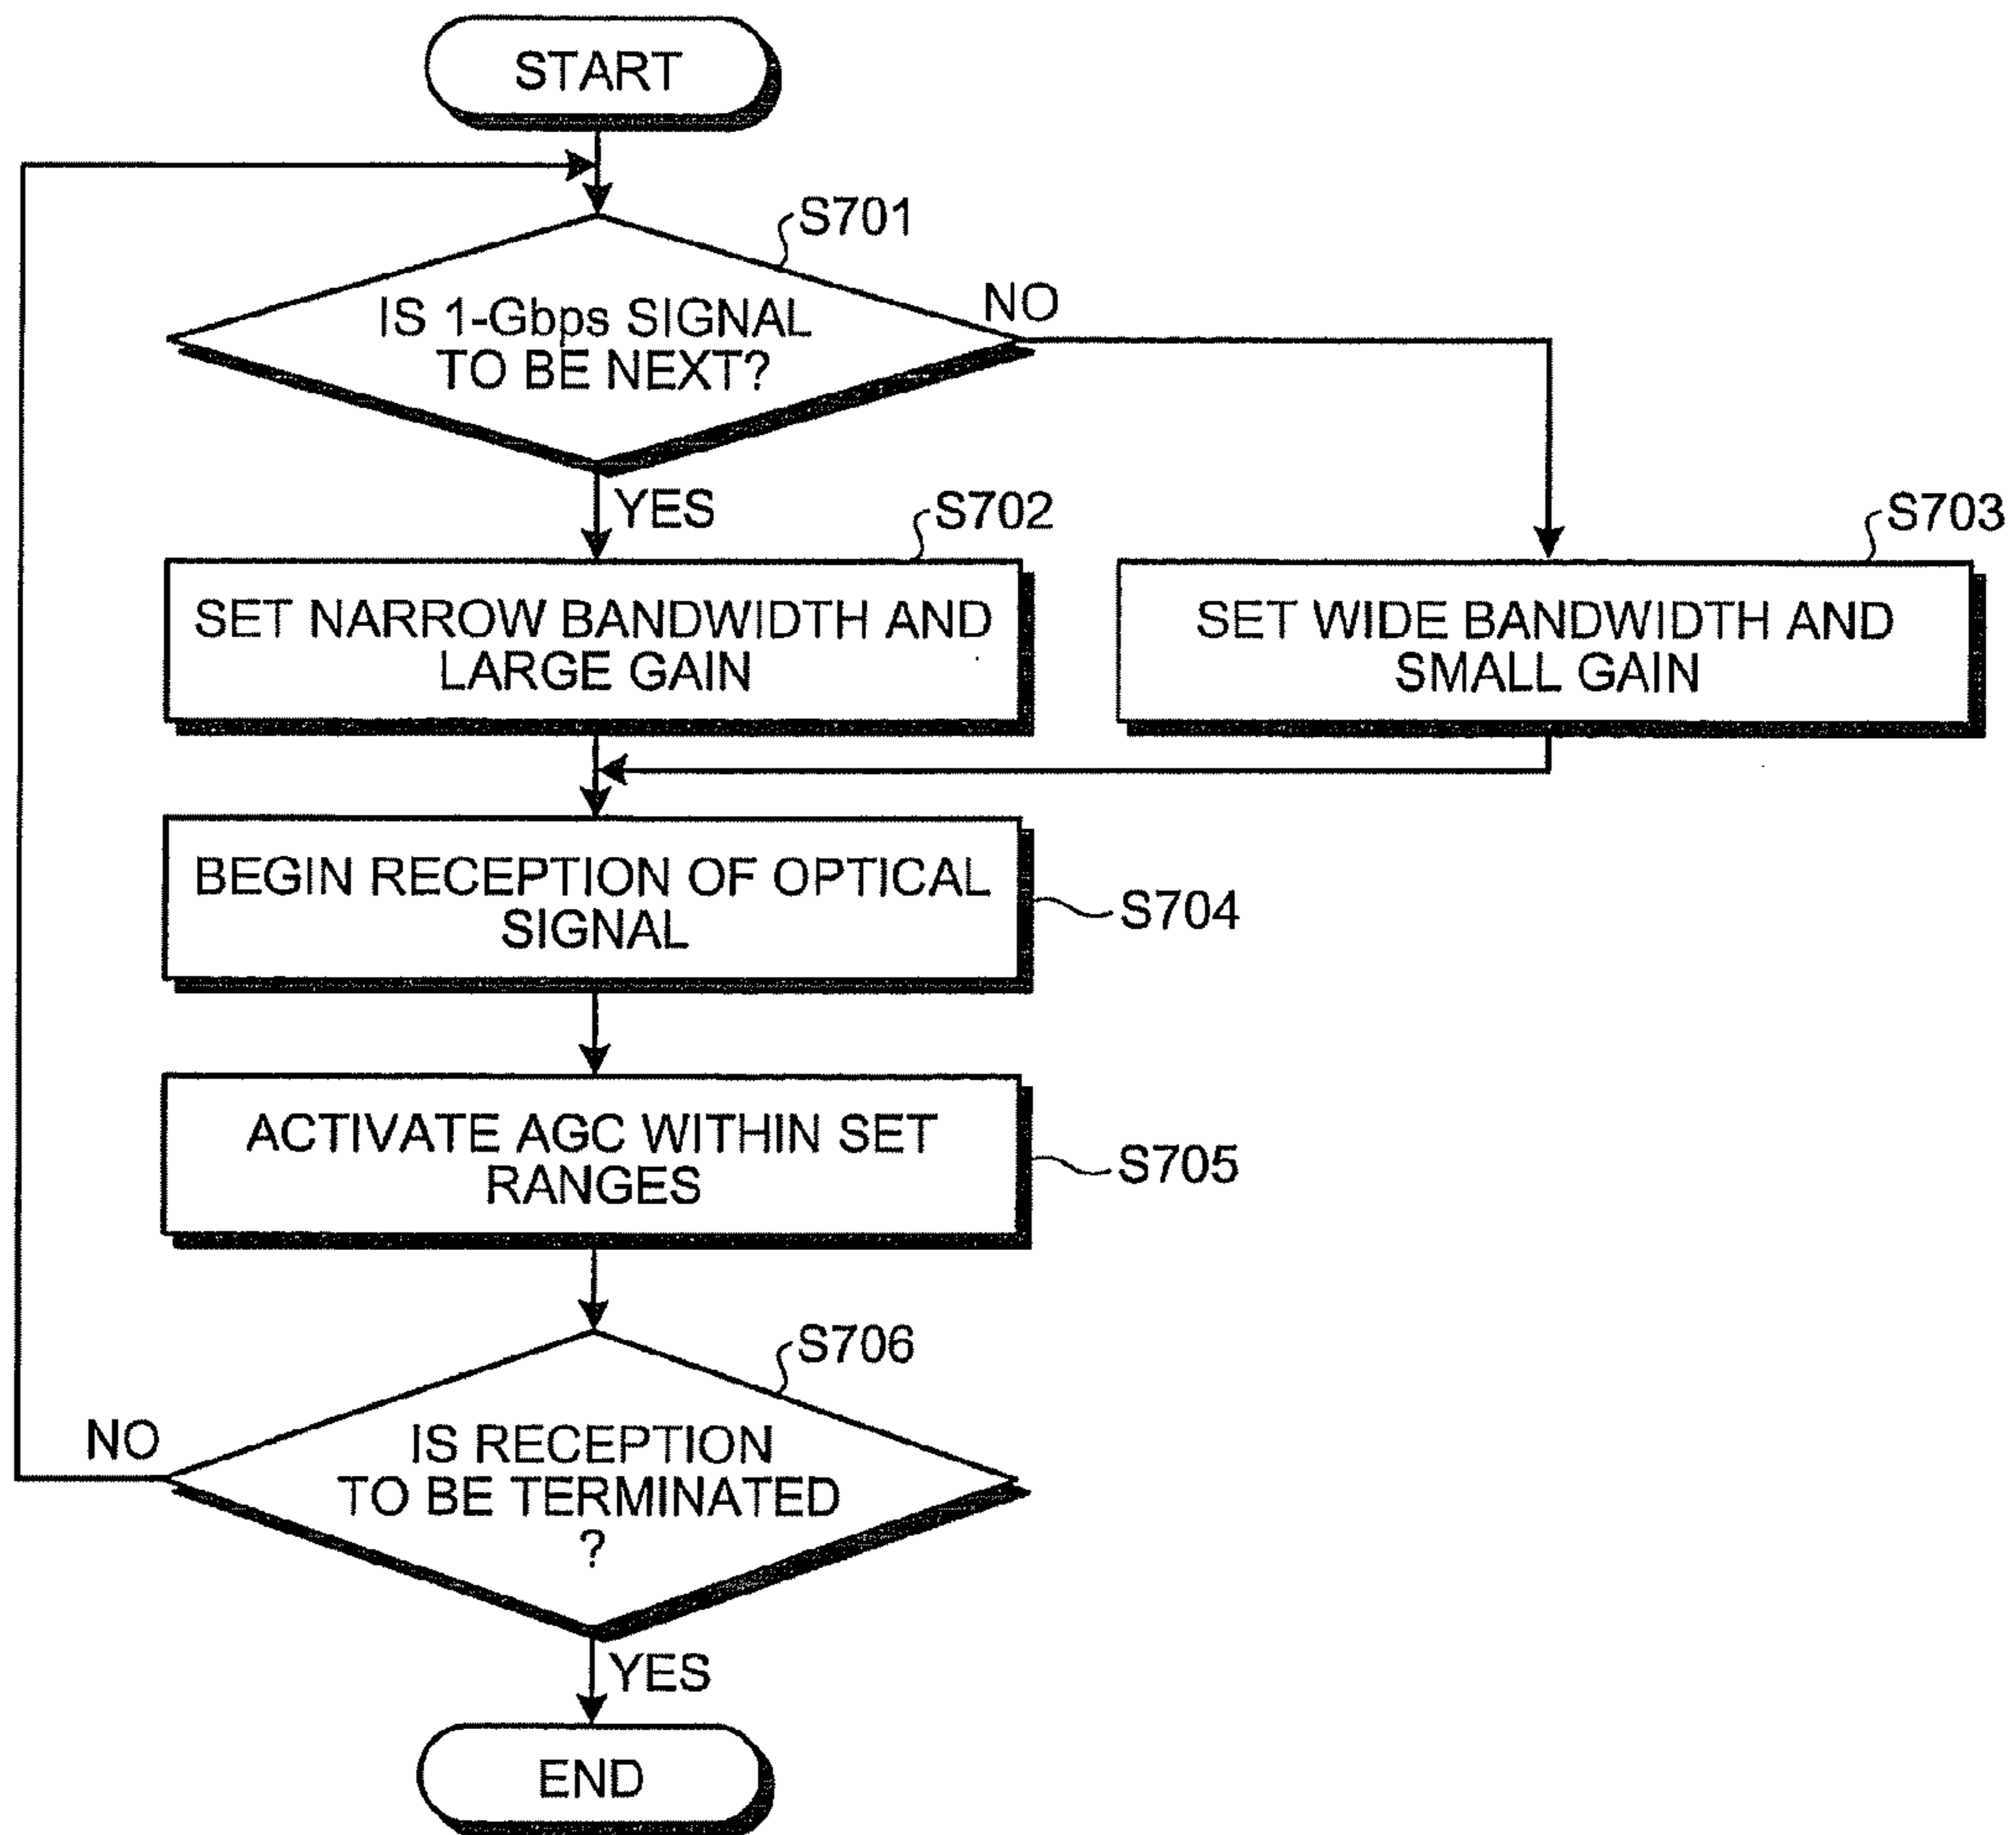 START
S701
IS 1-Gbps SIGNAL
TO BE NEXT?
NO
YES
S702
SET NARROW BANDWIDTH AND
LARGE GAIN
S703
SET WIDE BANDWIDTH AND
SMALL GAIN
BEGIN RECEPTION OF OPTICAL
SIGNAL
S704
ACTIVATE AGC WITHIN SET
RANGES
S705
S706
IS RECEPTION
TO BE TERMINATED
?
NO
YES
END